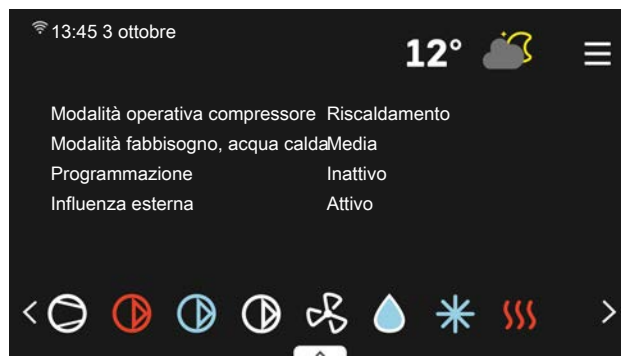 13:45 3 ottobre
12°
Modalità operativa compressore Riscaldamento
Modalità fabbisogno, acqua calda Media
Programmazione Inattivo
Influenza esterna Attivo